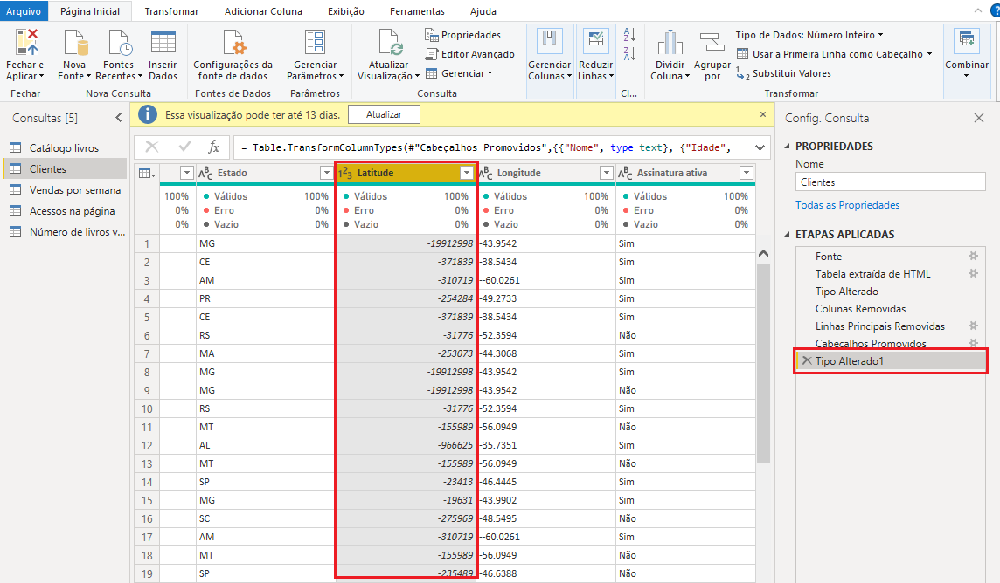 Arquivo Página Inicial Transformar Adicionar Coluna Exibição Ferramentas Ajuda
Fechar e Aplicar
Fechar
Nova Fonte
Fontes Recentes
Inserir Dados
Nova Consulta
Configurações da fonte de dados
Fontes de Dados
Gerenciar Parâmetros
Parâmetros
Atualizar Visualização
Propriedades
Editor Avançado
Gerenciar
Consulta
Gerenciar Colunas
Reduzir Linhas
Cl...
Dividir Coluna
Agrupar por
Tipo de Dados: Número Inteiro
Usar a Primeira Linha como Cabeçalho
Substituir Valores
Transformar
Combinar
Consultas [5]
Catálogo livros
Clientes
Vendas por semana
Acessos na página
Número de livros v...
Essa visualização pode ter até 13 dias. Atualizar
= Table.TransformColumnTypes(#"Cabeçalhos Promovidos",{{"Nome", type text}, {"Idade",
Estado Latitude Longitude Assinatura ativa
100% Válidos 100% Válidos 100% Válidos 100% Válidos 100%
0% Erro 0% Erro 0% Erro 0% Erro 0%
0% Vazio 0% Vazio 0% Vazio 0% Vazio 0%
1 MG -19912998 -43.9542 Sim
2 CE -371839 -38.5434 Sim
3 AM -310719 --60.0261 Sim
4 PR -254284 -49.2733 Sim
5 CE -371839 -38.5434 Sim
6 RS -31776 -52.3594 Não
7 MA -253073 -44.3068 Sim
8 MG -19912998 -43.9542 Sim
9 MG -19912998 -43.9542 Não
10 RS -31776 -52.3594 Sim
11 MT -155989 -56.0949 Não
12 AL -966625 -35.7351 Sim
13 MT -155989 -56.0949 Não
14 SP -23413 -46.4445 Sim
15 MG -19631 -43.9902 Sim
16 SC -275969 -48.5495 Não
17 AM -310719 --60.0261 Sim
18 MT -155989 -56.0949 Não
19 SP -235489 -46.6388 Não
Config. Consulta
PROPRIEDADES
Nome
Clientes
Todas as Propriedades
ETAPAS APLICADAS
Fonte
Tabela extraída de HTML
Tipo Alterado
Colunas Removidas
Linhas Principais Removidas
Cabeçalhos Promovidos
Tipo Alterado1